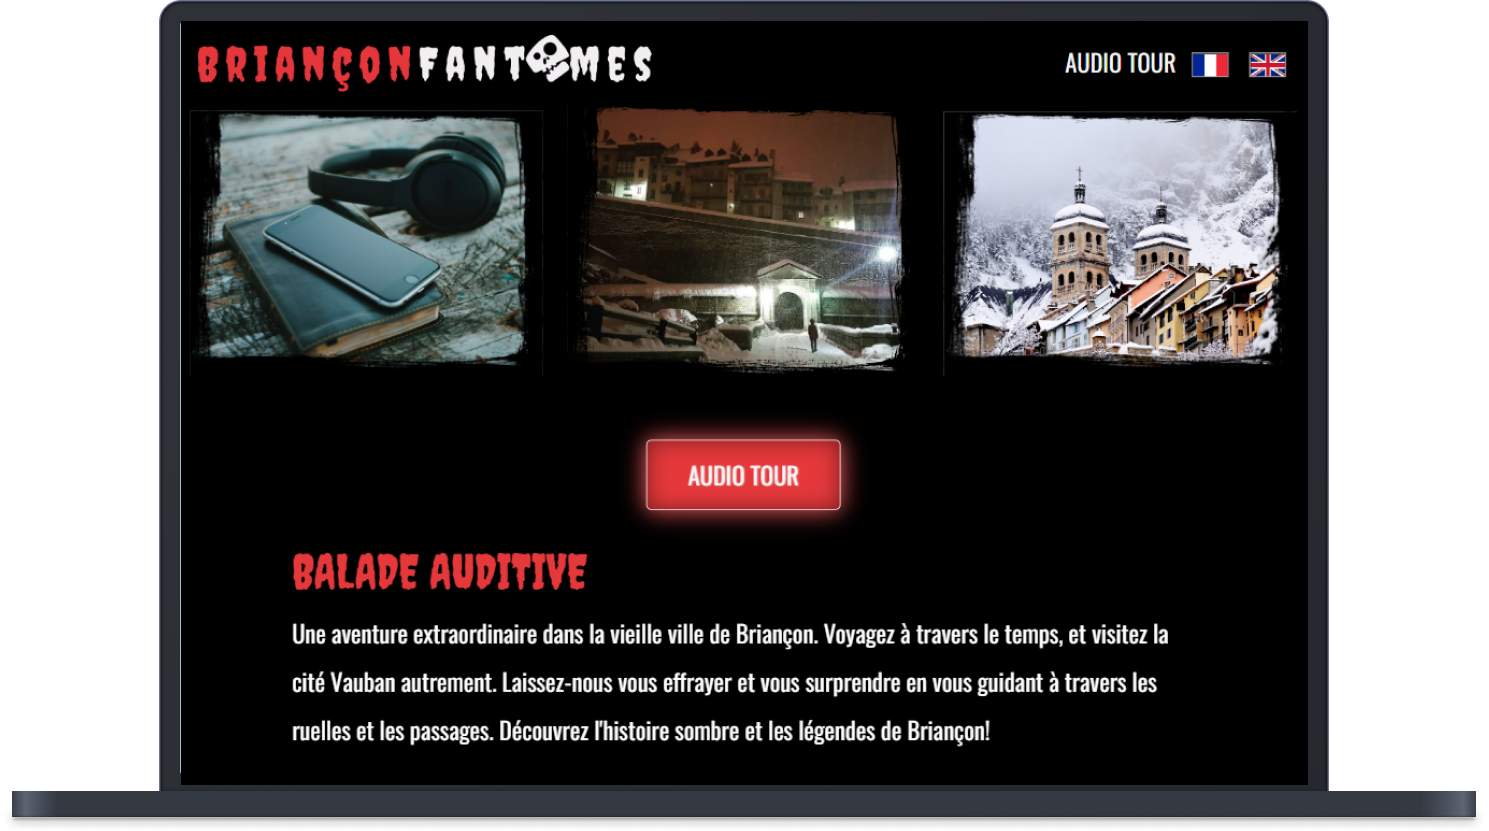 BRIANÇONFANTOMES
AUDIO TOUR
AUDIO TOUR
BALADE AUDITIVE
Une aventure extraordinaire dans la vieille ville de Briançon. Voyagez à travers le temps, et visitez la
cité Vauban autrement. Laissez-nous vous effrayer et vous surprendre en vous guidant à travers les
ruelles et les passages. Découvrez l'histoire sombre et les légendes de Briançon!